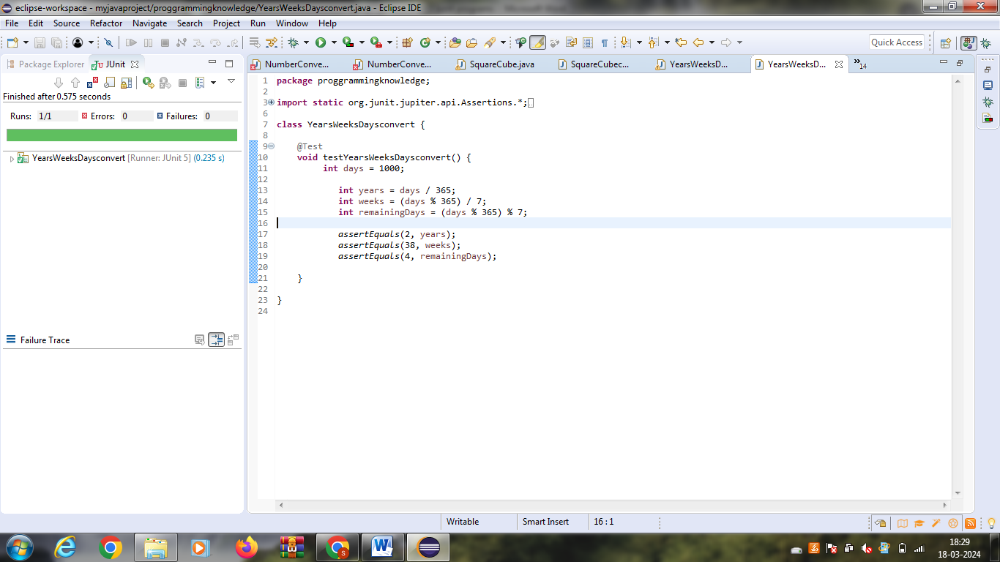 eclipse-workspace - myjavaproject/proggrammingknowledge/YearsWeeksDaysconvert.java - Eclipse IDE
File Edit Source Refactor Navigate Search Project Run Window Help
Quick Access
Package Explorer JUnit
NumberConve... NumberConve... SquareCube.java SquareCubec... YearsWeeksD... YearsWeeksD... »14
Finished after 0.575 seconds
Runs: 1/1 Errors: 0 Failures: 0
YearsWeeksDaysconvert [Runner: JUnit 5] (0.235 s)
Failure Trace
1 package proggrammingknowledge;
2
3 import static org.junit.jupiter.api.Assertions.*;
6
7 class YearsWeeksDaysconvert {
8
9 @Test
10 void testYearsWeeksDaysconvert() {
11 int days = 1000;
12
13 int years = days / 365;
14 int weeks = (days % 365) / 7;
15 int remainingDays = (days % 365) % 7;
16
17 assertEquals(2, years);
18 assertEquals(38, weeks);
19 assertEquals(4, remainingDays);
20
21 }
22
23 }
24
Writable Smart Insert 16 : 1
18:29
18-03-2024